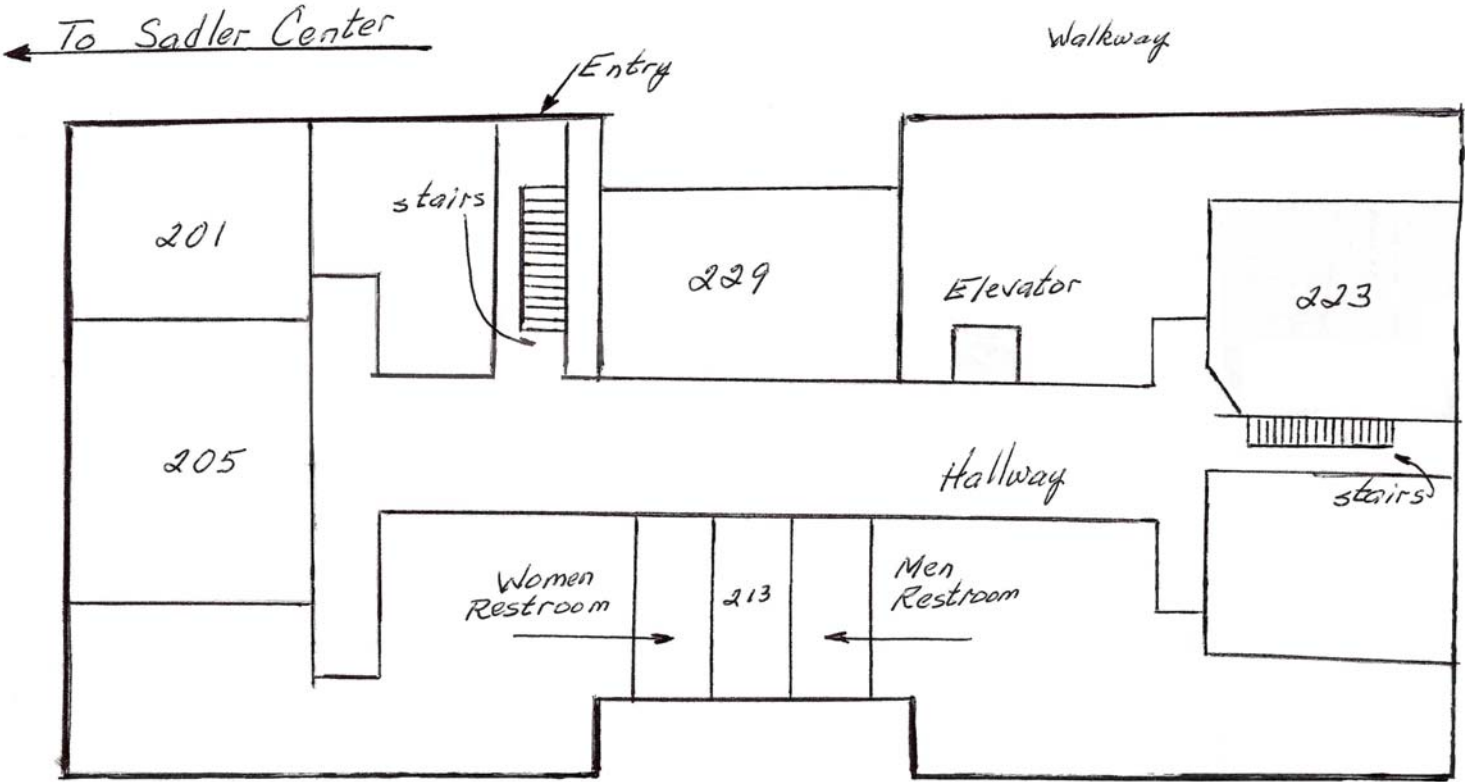 To Sadler Center
Walkway
Entry
stairs
201
229
Elevator
223
205
Hallway
stairs
Women
Restroom
213
Men
Restroom